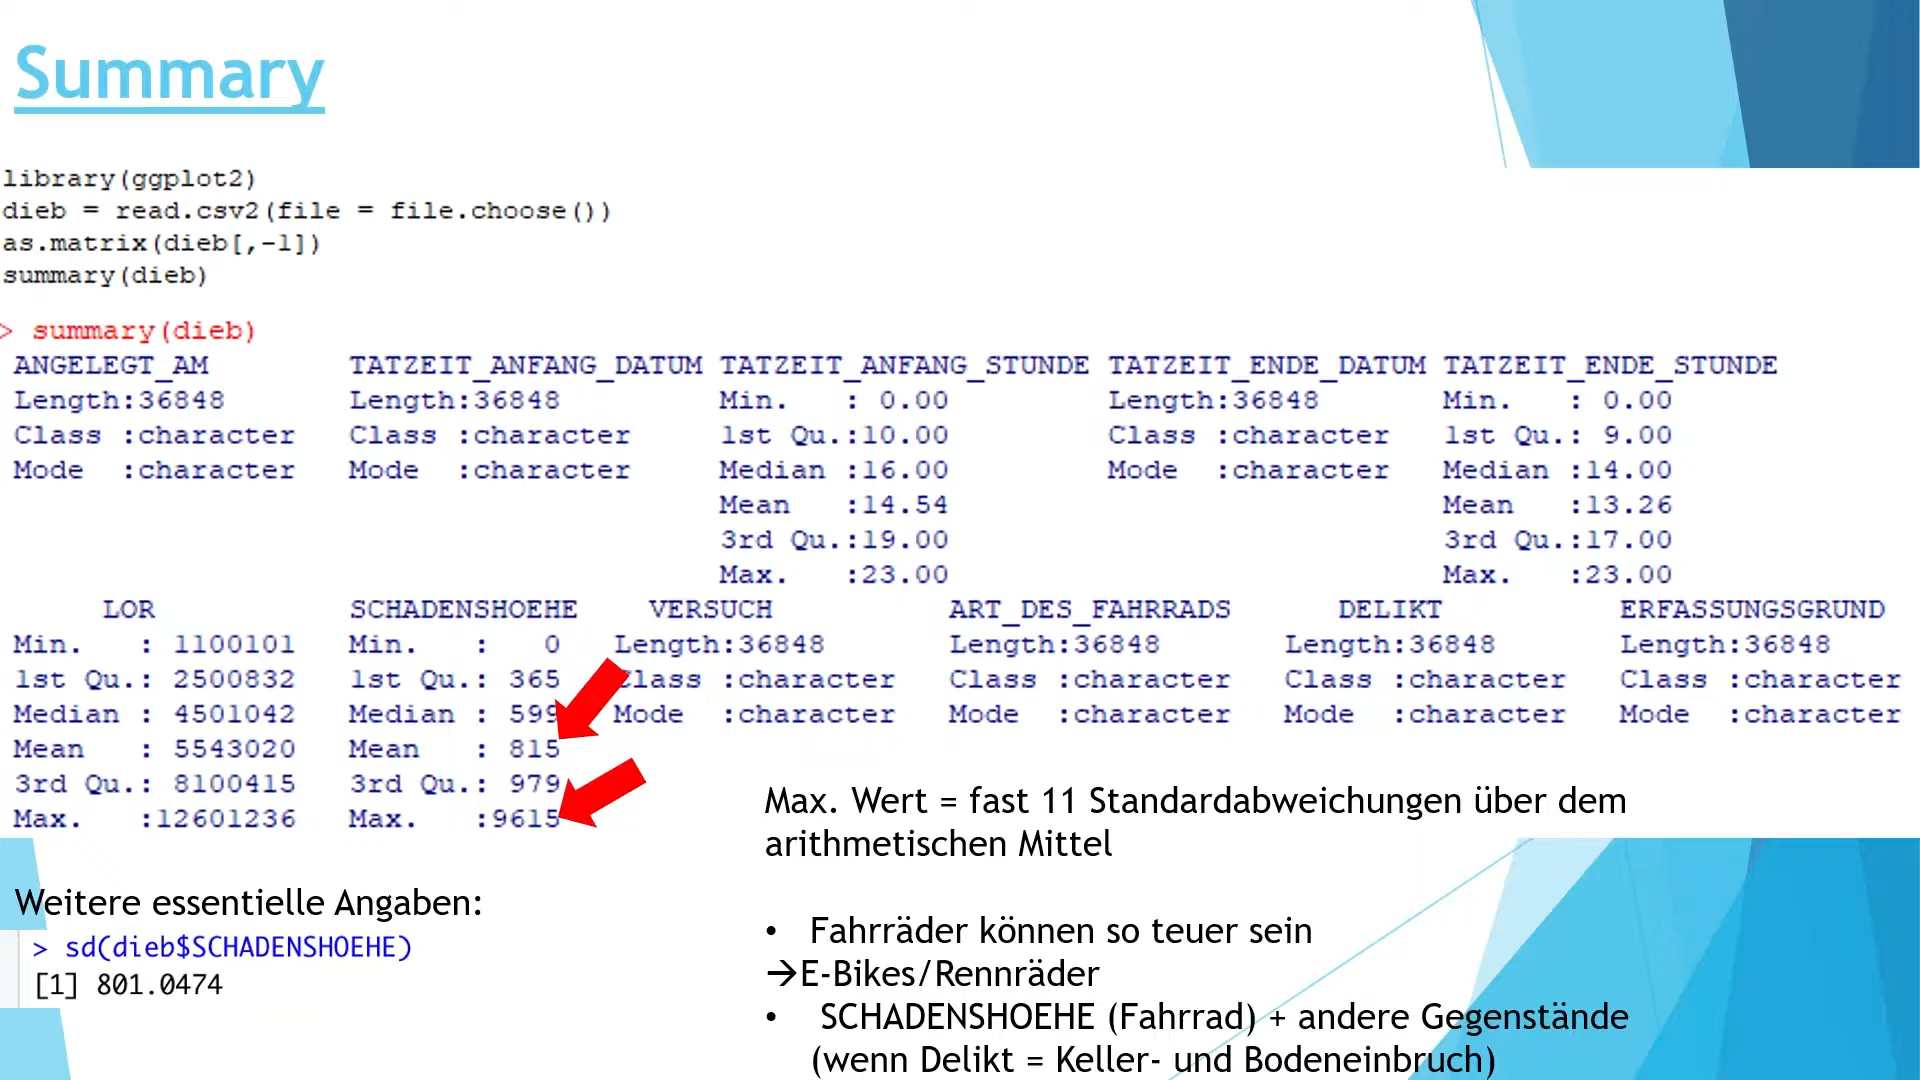 Summary
library(ggplot2)
dieb = read.csv2(file = file.choose())
as.matrix(dieb[,-1])
summary(dieb)
> summary(dieb)
ANGELEGT_AM TATZEIT_ANFANG_DATUM TATZEIT_ANFANG_STUNDE TATZEIT_ENDE_DATUM TATZEIT_ENDE_STUNDE
Length:36848 Length:36848 Min. : 0.00 Length:36848 Min. : 0.00
Class :character Class :character 1st Qu.:10.00 Class :character 1st Qu.: 9.00
Mode :character Mode :character Median :16.00 Mode :character Median :14.00
Mean :14.54 Mean :13.26
3rd Qu.:19.00 3rd Qu.:17.00
Max. :23.00 Max. :23.00
LOR SCHADENSHOEHE VERSUCH ART_DES_FAHRRADS DELIKT ERFASSUNGSGRUND
Min. : 1100101 Min. : 0 Length:36848 Length:36848 Length:36848 Length:36848
1st Qu.: 2500832 1st Qu.: 365 Class :character Class :character Class :character Class :character
Median : 4501042 Median : 599 Mode :character Mode :character Mode :character Mode :character
Mean : 5543020 Mean : 815
3rd Qu.: 8100415 3rd Qu.: 979
Max. :12601236 Max. :9615
Max. Wert = fast 11 Standardabweichungen über dem
arithmetischen Mittel
Weitere essentielle Angaben:
> sd(dieb$SCHADENSHOEHE)
[1] 801.0474
• Fahrräder können so teuer sein
→E-Bikes/Rennräder
• SCHADENSHOEHE (Fahrrad) + andere Gegenstände
(wenn Delikt = Keller- und Bodeneinbruch)